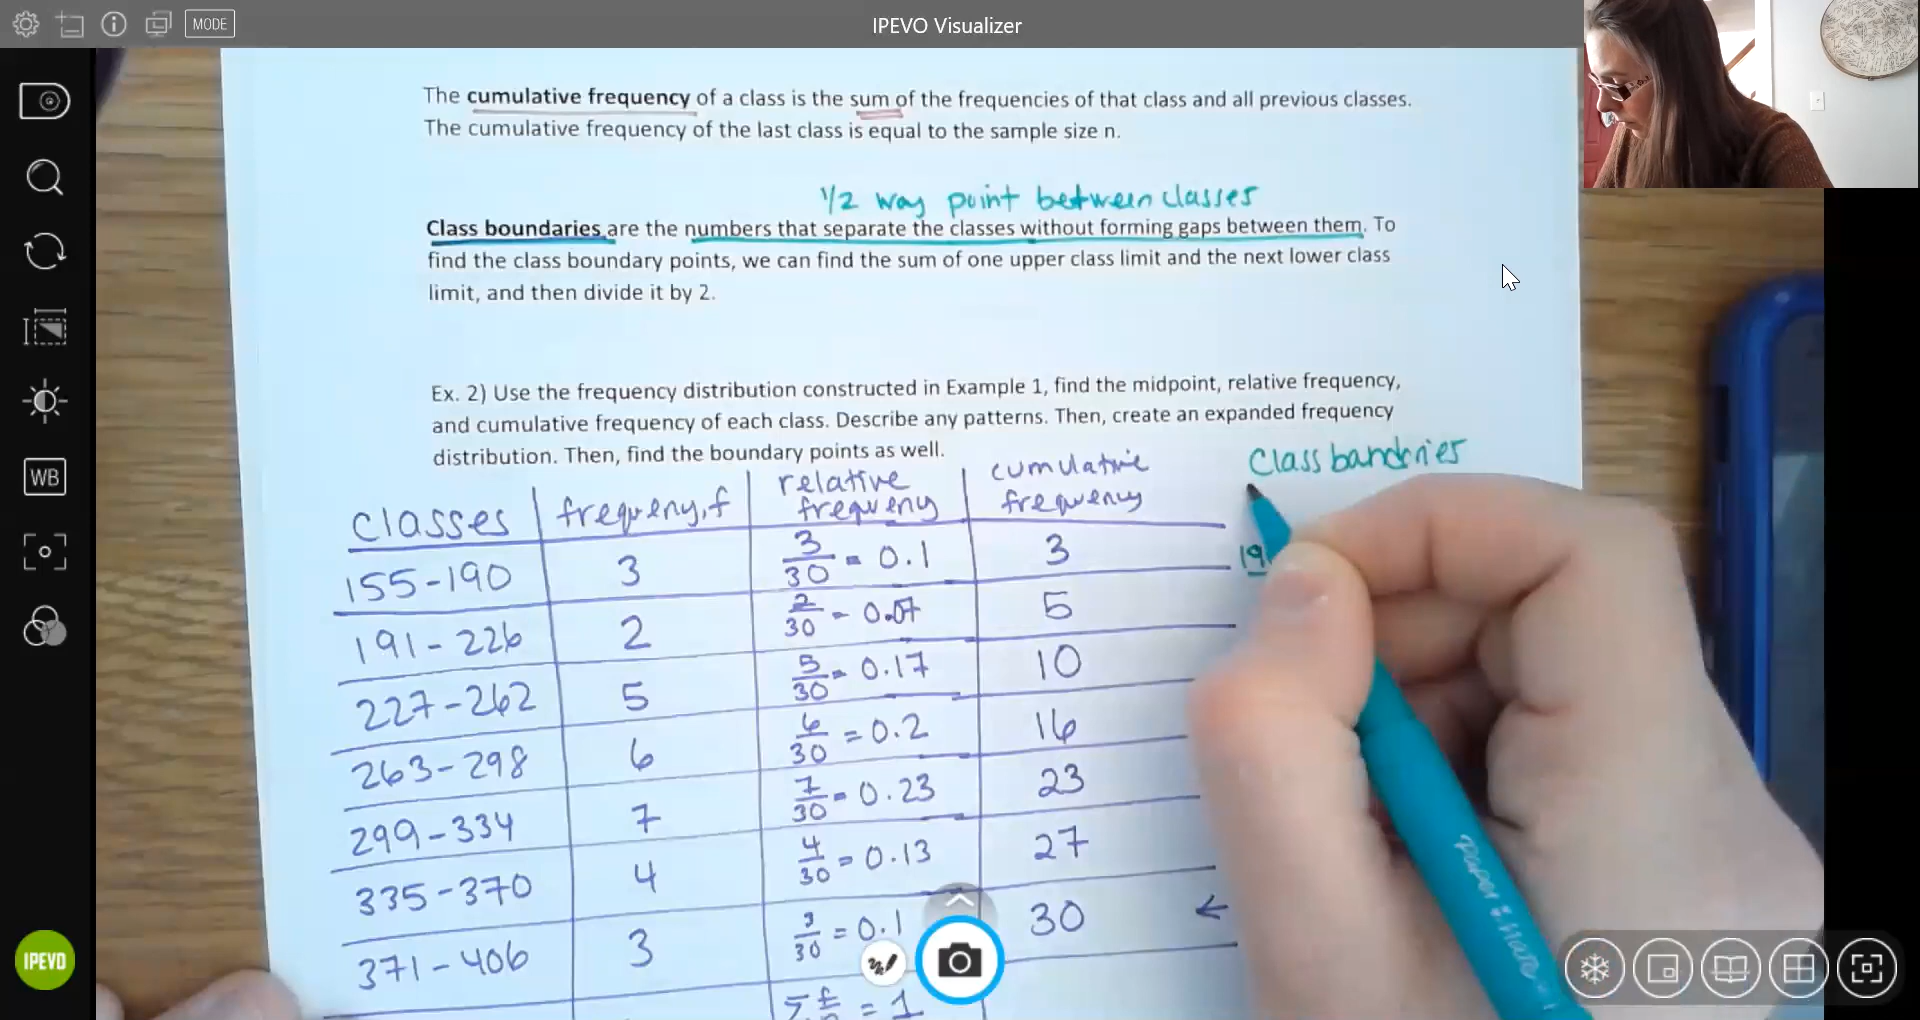 IPEVO Visualizer
MODE
The cumulative frequency of a class is the sum of the frequencies of that class and all previous classes.
The cumulative frequency of the last class is equal to the sample size n.
1/2 way point between classes
Class boundaries are the numbers that separate the classes without forming gaps between them. To
find the class boundary points, we can find the sum of one upper class limit and the next lower class
limit, and then divide it by 2.
Ex. 2) Use the frequency distribution constructed in Example 1, find the midpoint, relative frequency,
and cumulative frequency of each class. Describe any patterns. Then, create an expanded frequency
distribution. Then, find the boundary points as well.
classes frequency, f relative frequency cumulative frequency Class
155-190 3 3/30 = 0.1 3
191-226 2 2/30 = 0.07 5
227-262 5 5/30 = 0.17 10
263-298 6 6/30 = 0.2 16
299-334 7 7/30 = 0.23 23
335-370 4 4/30 = 0.13 27
371-406 3 3/30 = 0.1 30 ←
= 1
WB
IPEVO